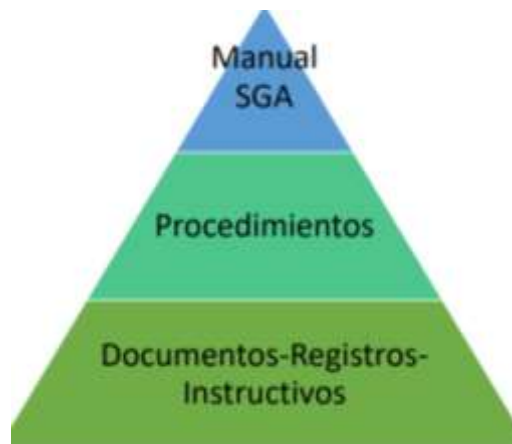 Manual
SGA
Procedimientos
Documentos-Registros-
Instructivos